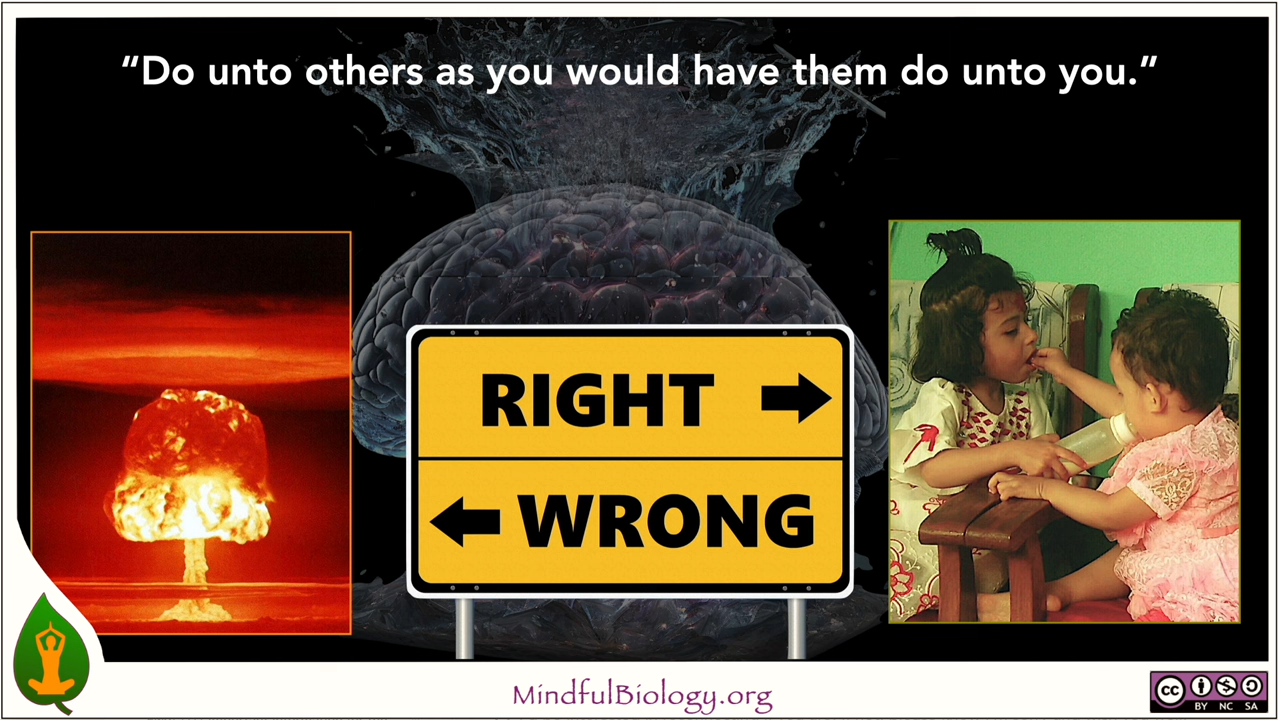 “Do unto others as you would have them do unto you.”
RIGHT
WRONG
MindfulBiology.org
cc
BY NC SA